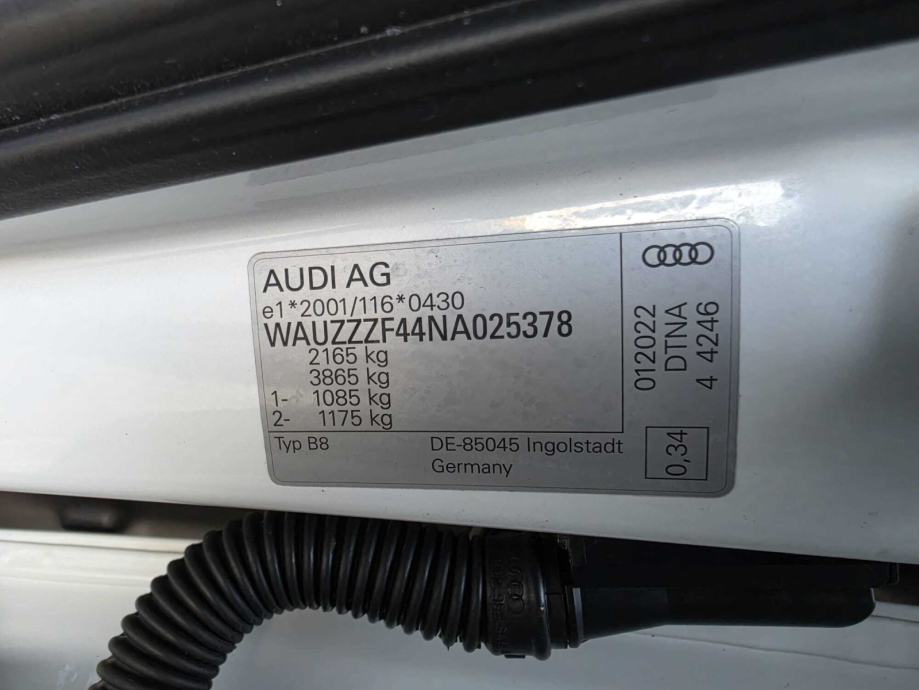 AUDI AG
e1*2001/116*0430
WAUZZZF44NA025378
2165 kg
3865 kg
1- 1085 kg
2- 1175 kg
Typ B8
DE-85045 Ingolstadt
Germany
012022
DTNA
4 4246
0,34